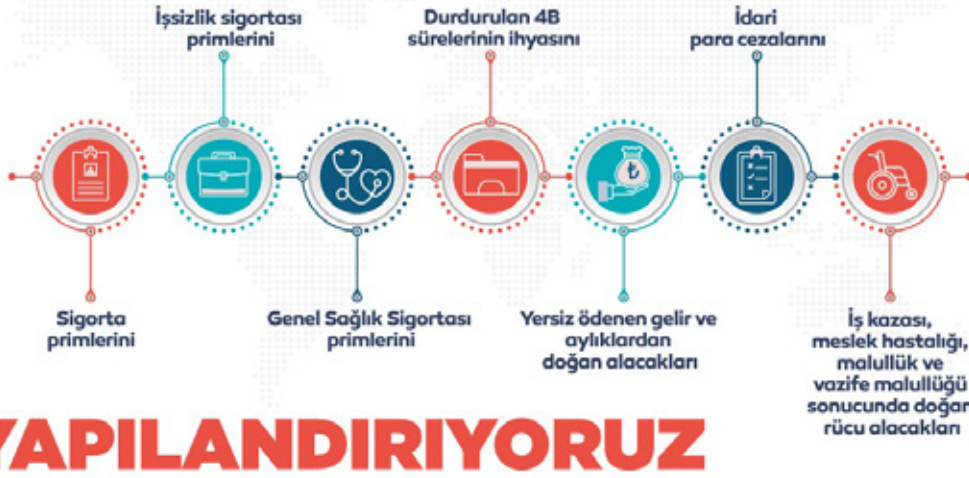 İşsizlik sigortası
primlerini
Durdurulan 4B
sürelerinin ihyasını
İdari
para cezalarını
Sigorta
primlerini
Genel Sağlık Sigortası
primlerini
Yersiz ödenen gelir ve
aylıklardan
doğan alacakları
İş kazası,
meslek hastalığı,
malullük ve
vazife malullüğü
sonucunda doğan
rücu alacakları
YAPILANDIRIYORUZ